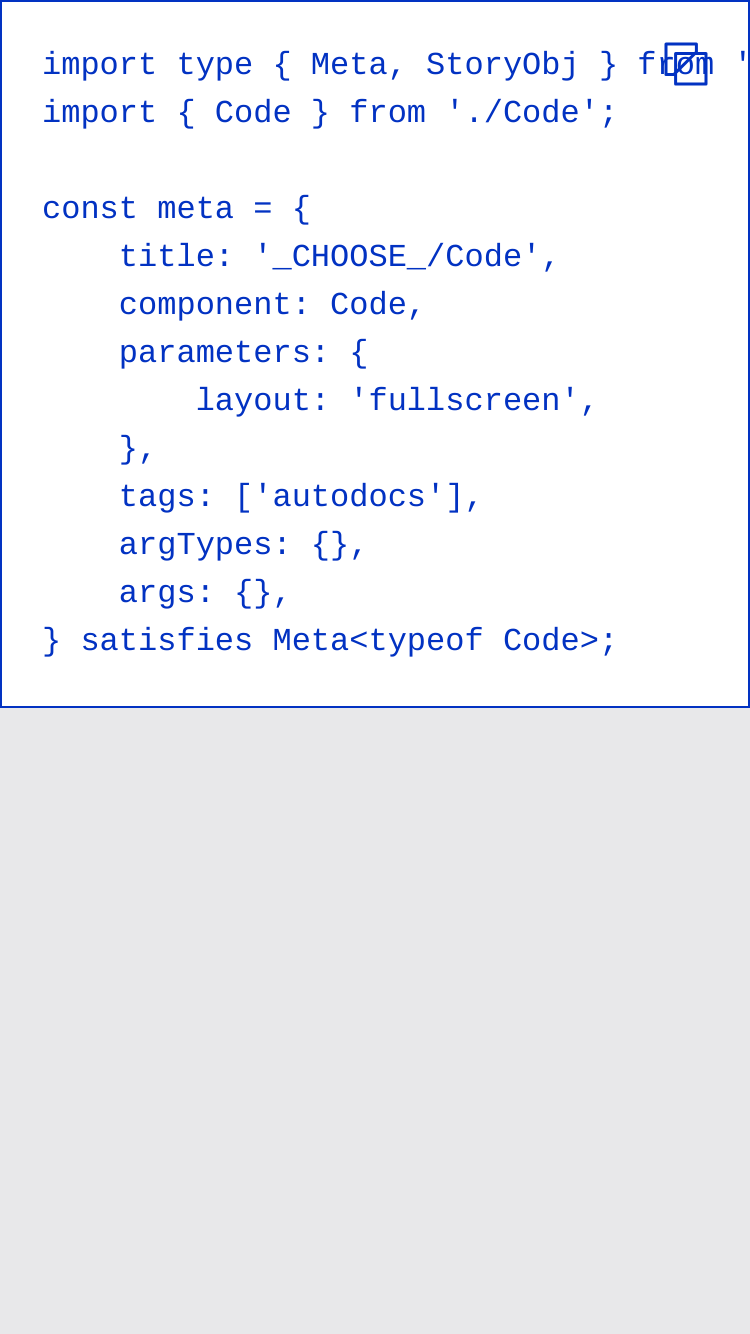 import type { Meta, StoryObj } from '
import { Code } from './Code';

const meta = {
    title: '_CHOOSE_/Code',
    component: Code,
    parameters: {
        layout: 'fullscreen',
    },
    tags: ['autodocs'],
    argTypes: {},
    args: {},
} satisfies Meta<typeof Code>;